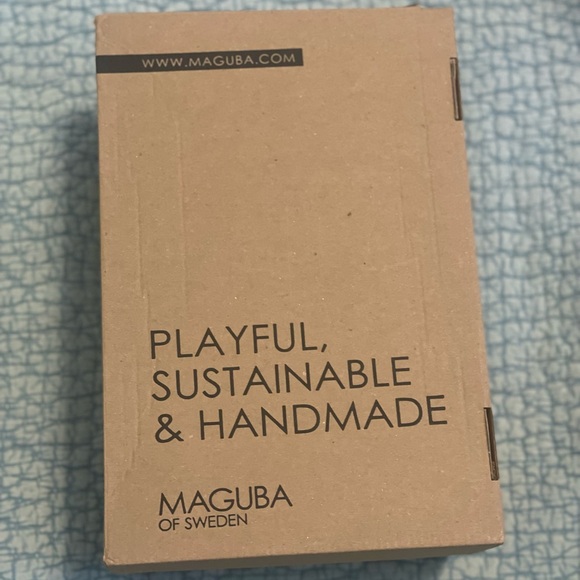 WWW.MAGUBA.COM
PLAYFUL,
SUSTAINABLE
& HANDMADE
MAGUBA
OF SWEDEN